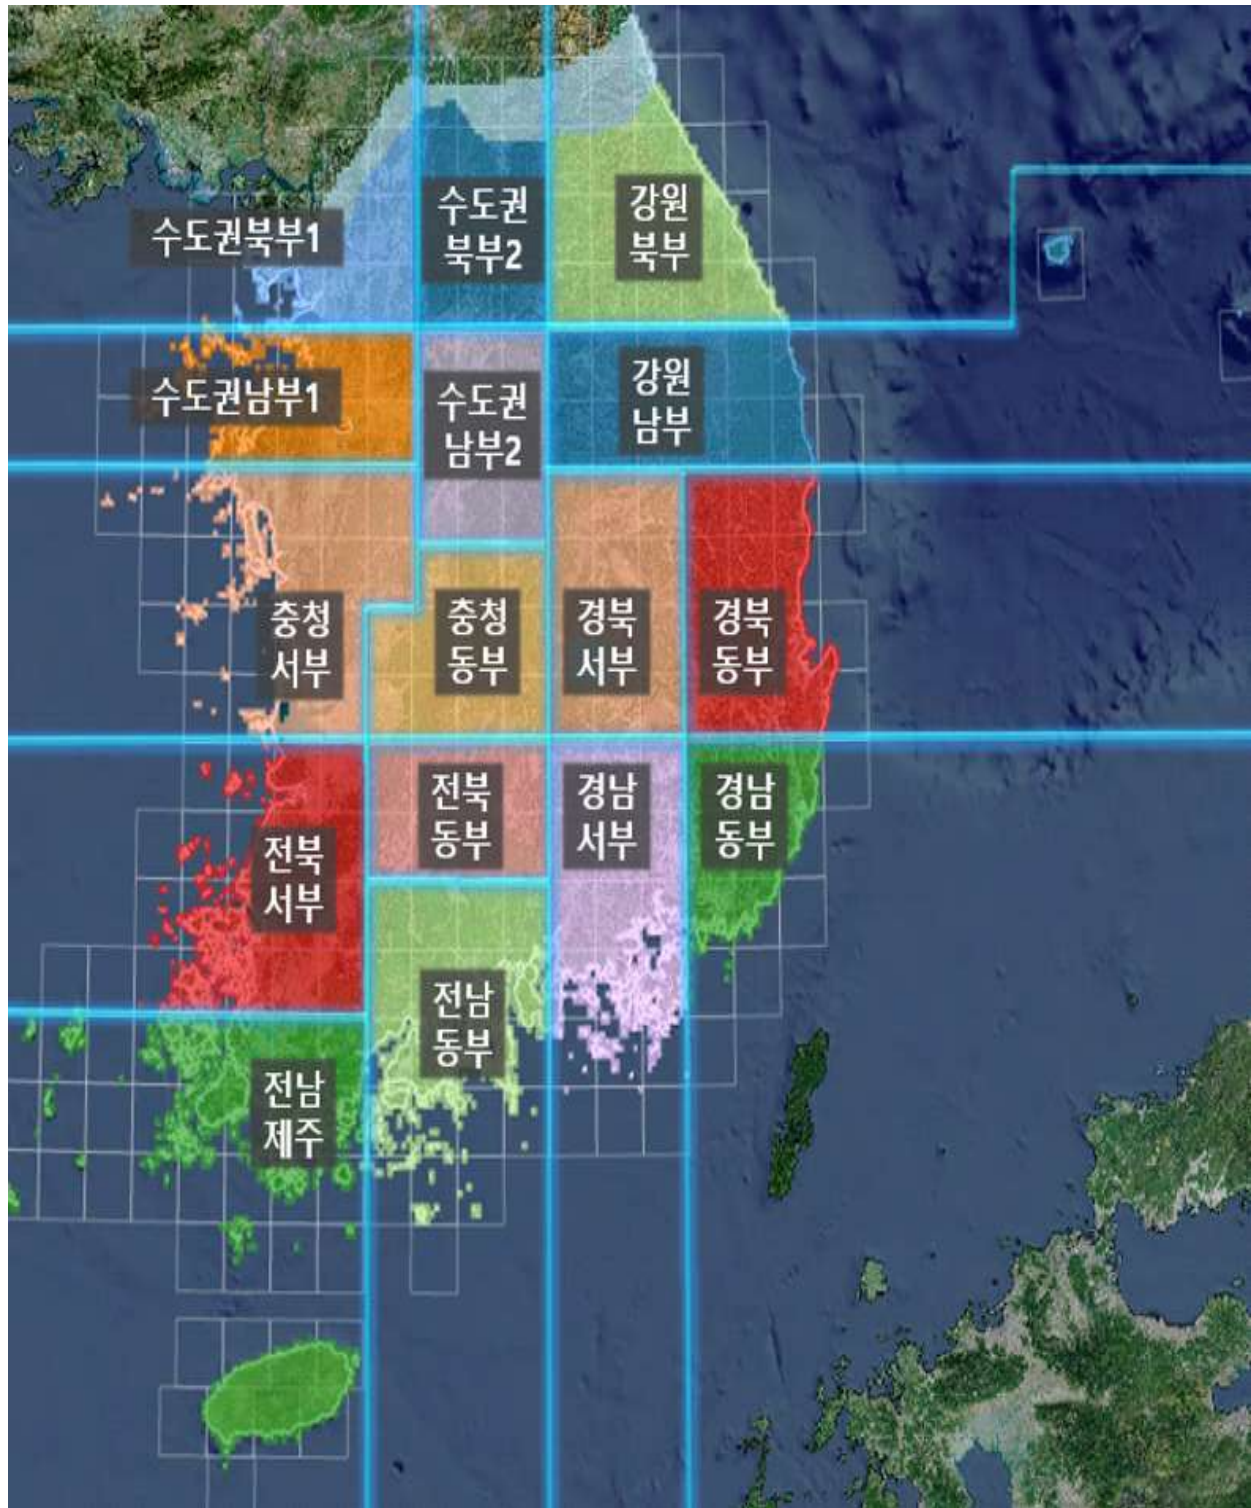 수도권북부1
수도권
북부2
강원
북부
수도권남부1
수도권
남부2
강원
남부
충청
서부
충청
동부
경북
서부
경북
동부
전북
서부
전북
동부
경남
서부
경남
동부
전남
동부
전남
제주